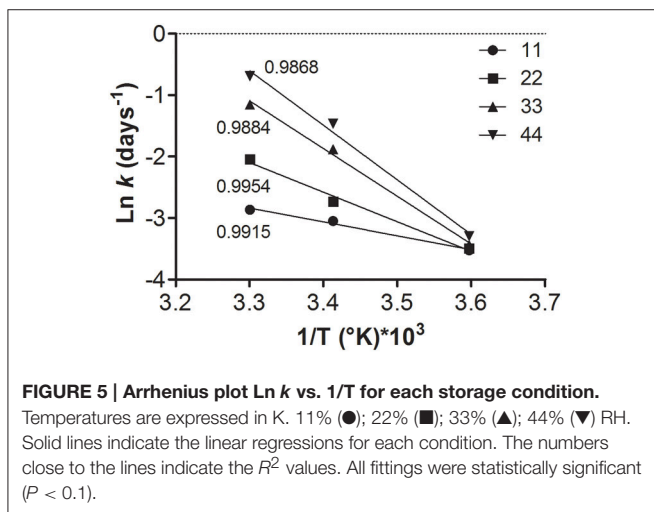 0
-1
-2
-3
-4
Ln k (days-1)
0.9868
0.9884
0.9954
0.9915
● 11
■ 22
▲ 33
▼ 44
3.2 3.3 3.4 3.5 3.6 3.7
1/T (°K)*10³
FIGURE 5 | Arrhenius plot Ln k vs. 1/T for each storage condition.
Temperatures are expressed in K. 11% (●); 22% (■); 33% (▲); 44% (▼) RH.
Solid lines indicate the linear regressions for each condition. The numbers
close to the lines indicate the R² values. All fittings were statistically significant
(P < 0.1).